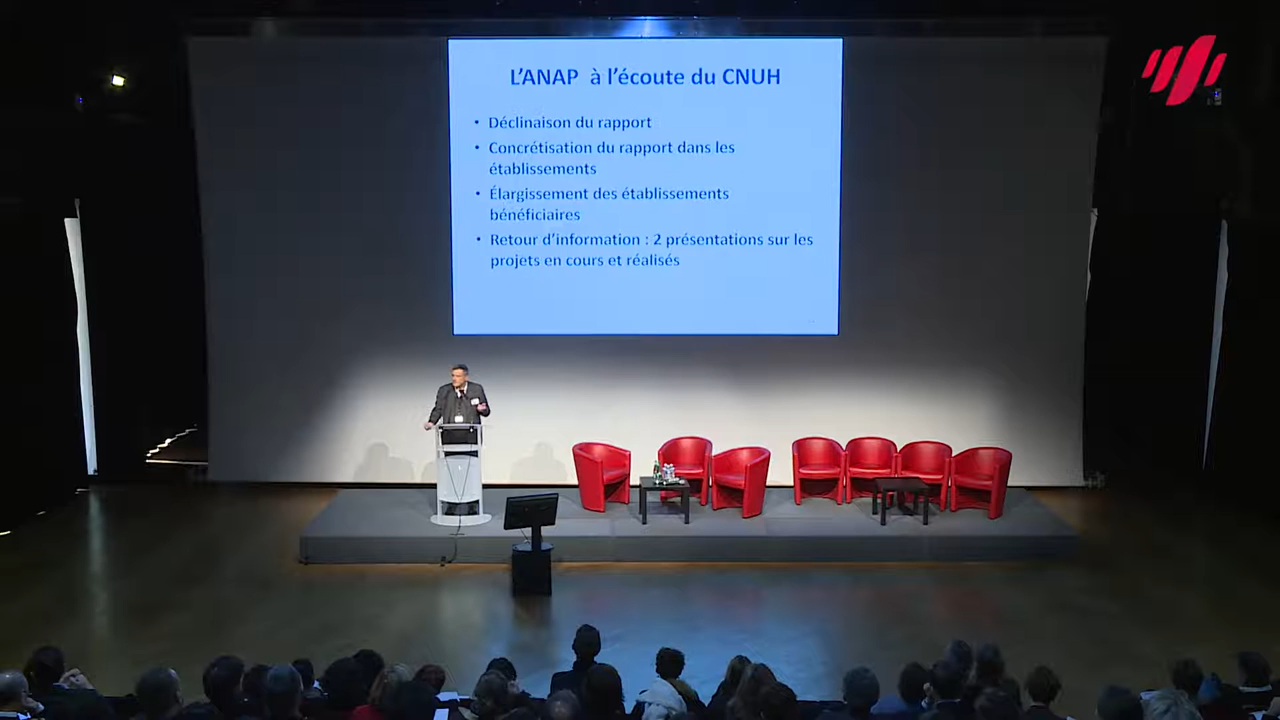 L'ANAP à l'écoute du CNUH
• Déclinaison du rapport
• Concrétisation du rapport dans les
établissements
• Élargissement des établissements
bénéficiaires
• Retour d'information : 2 présentations sur les
projets en cours et réalisés